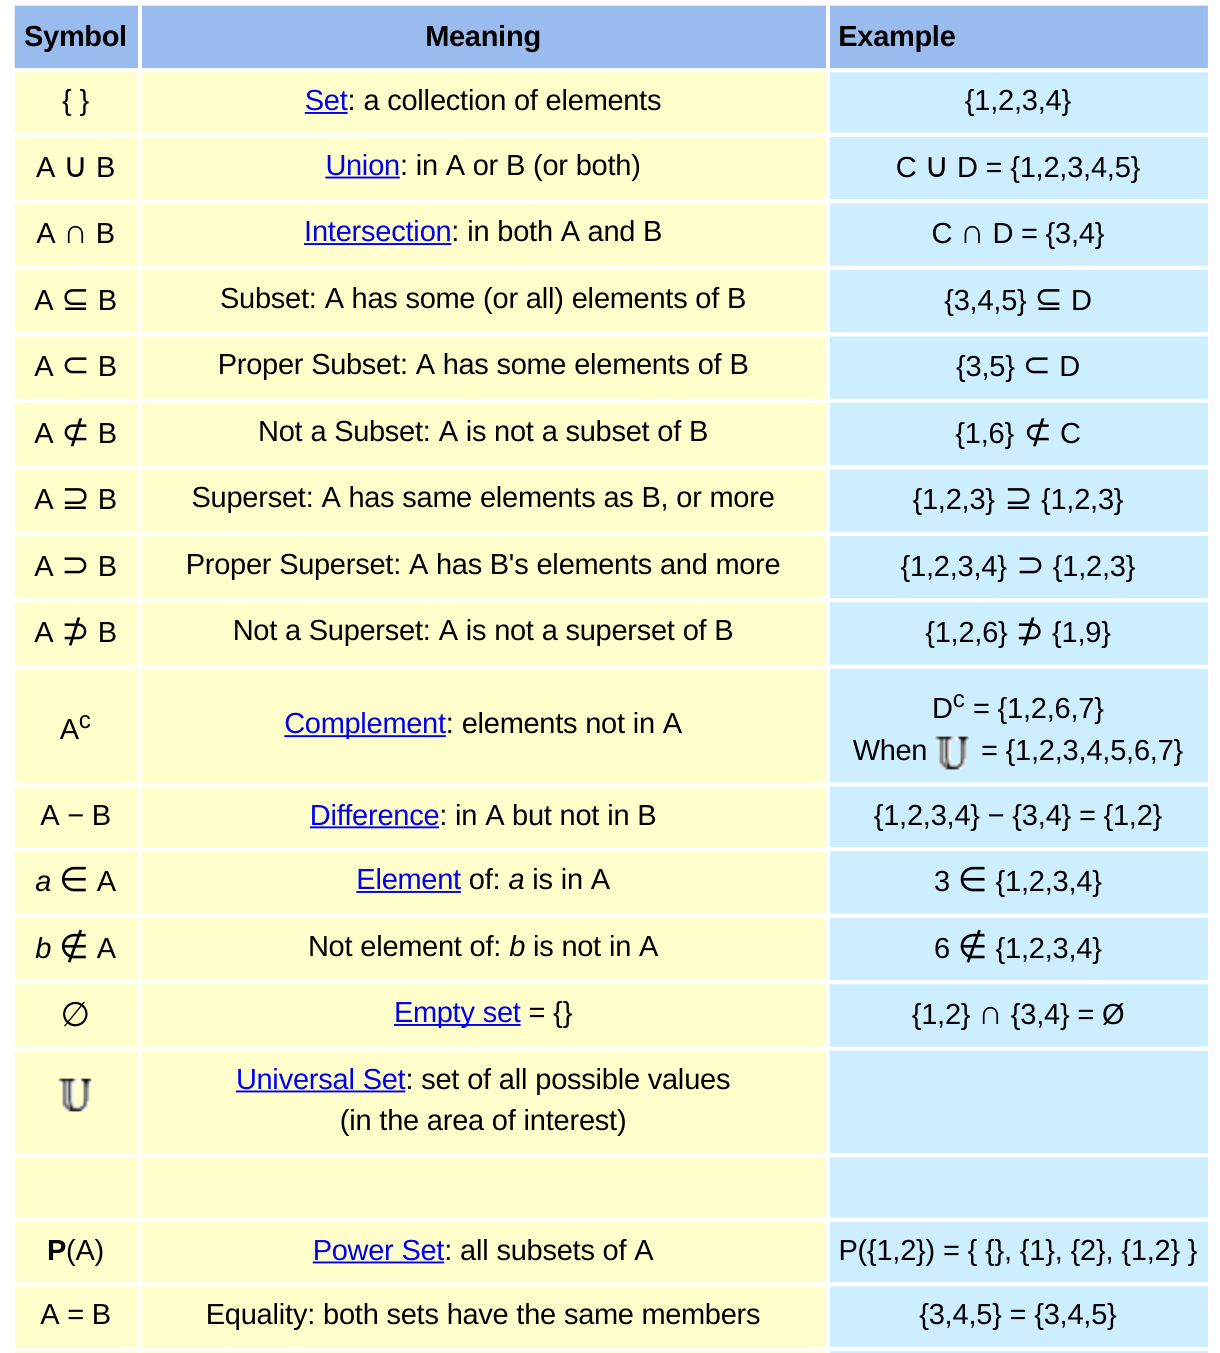 Symbol Meaning Example
{ } Set: a collection of elements {1,2,3,4}
A ∪ B Union: in A or B (or both) C ∪ D = {1,2,3,4,5}
A ∩ B Intersection: in both A and B C ∩ D = {3,4}
A ⊆ B Subset: A has some (or all) elements of B {3,4,5} ⊆ D
A ⊂ B Proper Subset: A has some elements of B {3,5} ⊂ D
A ⊄ B Not a Subset: A is not a subset of B {1,6} ⊄ C
A ⊇ B Superset: A has same elements as B, or more {1,2,3} ⊇ {1,2,3}
A ⊃ B Proper Superset: A has B's elements and more {1,2,3,4} ⊃ {1,2,3}
A ⊅ B Not a Superset: A is not a superset of B {1,2,6} ⊅ {1,9}
Aᶜ Complement: elements not in A Dᶜ = {1,2,6,7}
When 𝕌 = {1,2,3,4,5,6,7}
A − B Difference: in A but not in B {1,2,3,4} − {3,4} = {1,2}
a ∈ A Element of: a is in A 3 ∈ {1,2,3,4}
b ∉ A Not element of: b is not in A 6 ∉ {1,2,3,4}
∅ Empty set = {} {1,2} ∩ {3,4} = Ø
𝕌 Universal Set: set of all possible values
(in the area of interest)
P(A) Power Set: all subsets of A P({1,2}) = { {}, {1}, {2}, {1,2} }
A = B Equality: both sets have the same members {3,4,5} = {3,4,5}